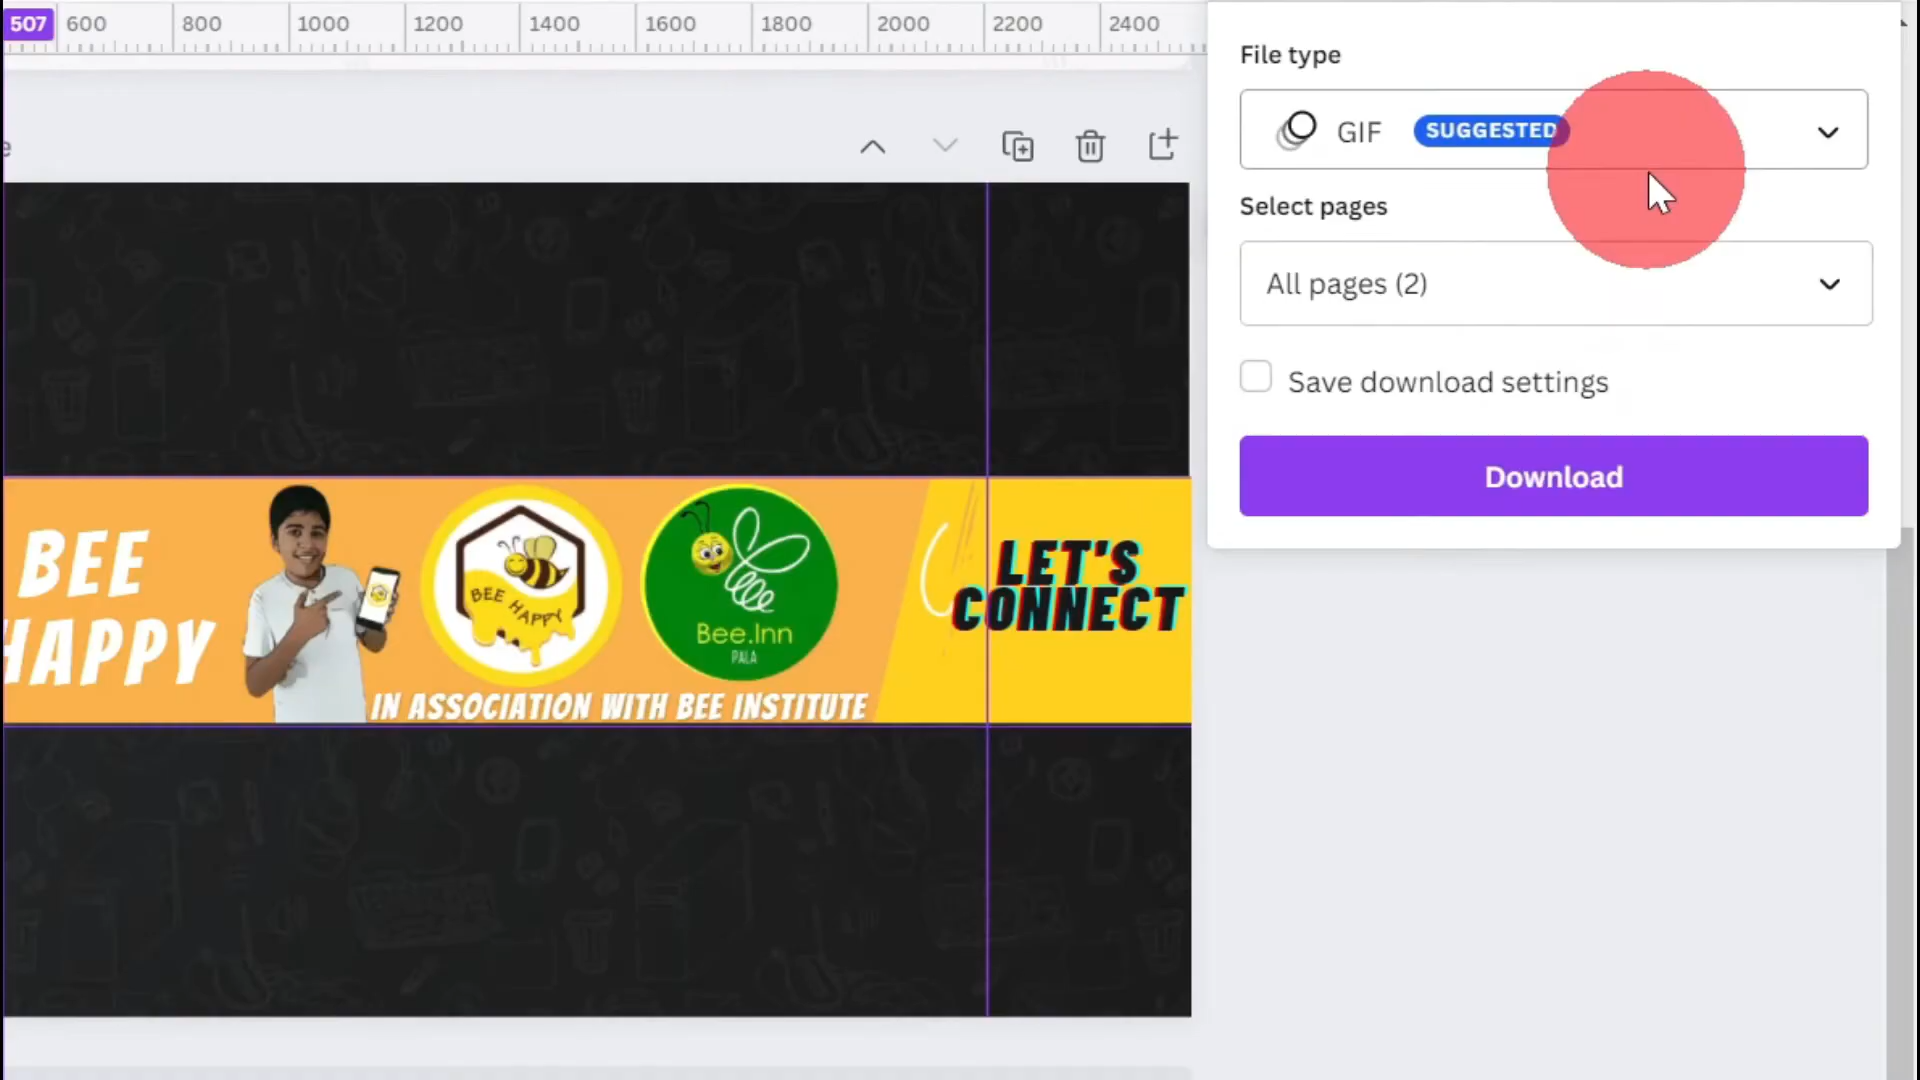 507 600 800 1000 1200 1400 1600 1800 2000 2200 2400
File type
GIF SUGGESTED
Select pages
All pages (2)
Save download settings
Download
BEE
HAPPY
BEE HAPPY
Bee.Inn
PALA
IN ASSOCIATION WITH BEE INSTITUTE
LET'S
CONNECT